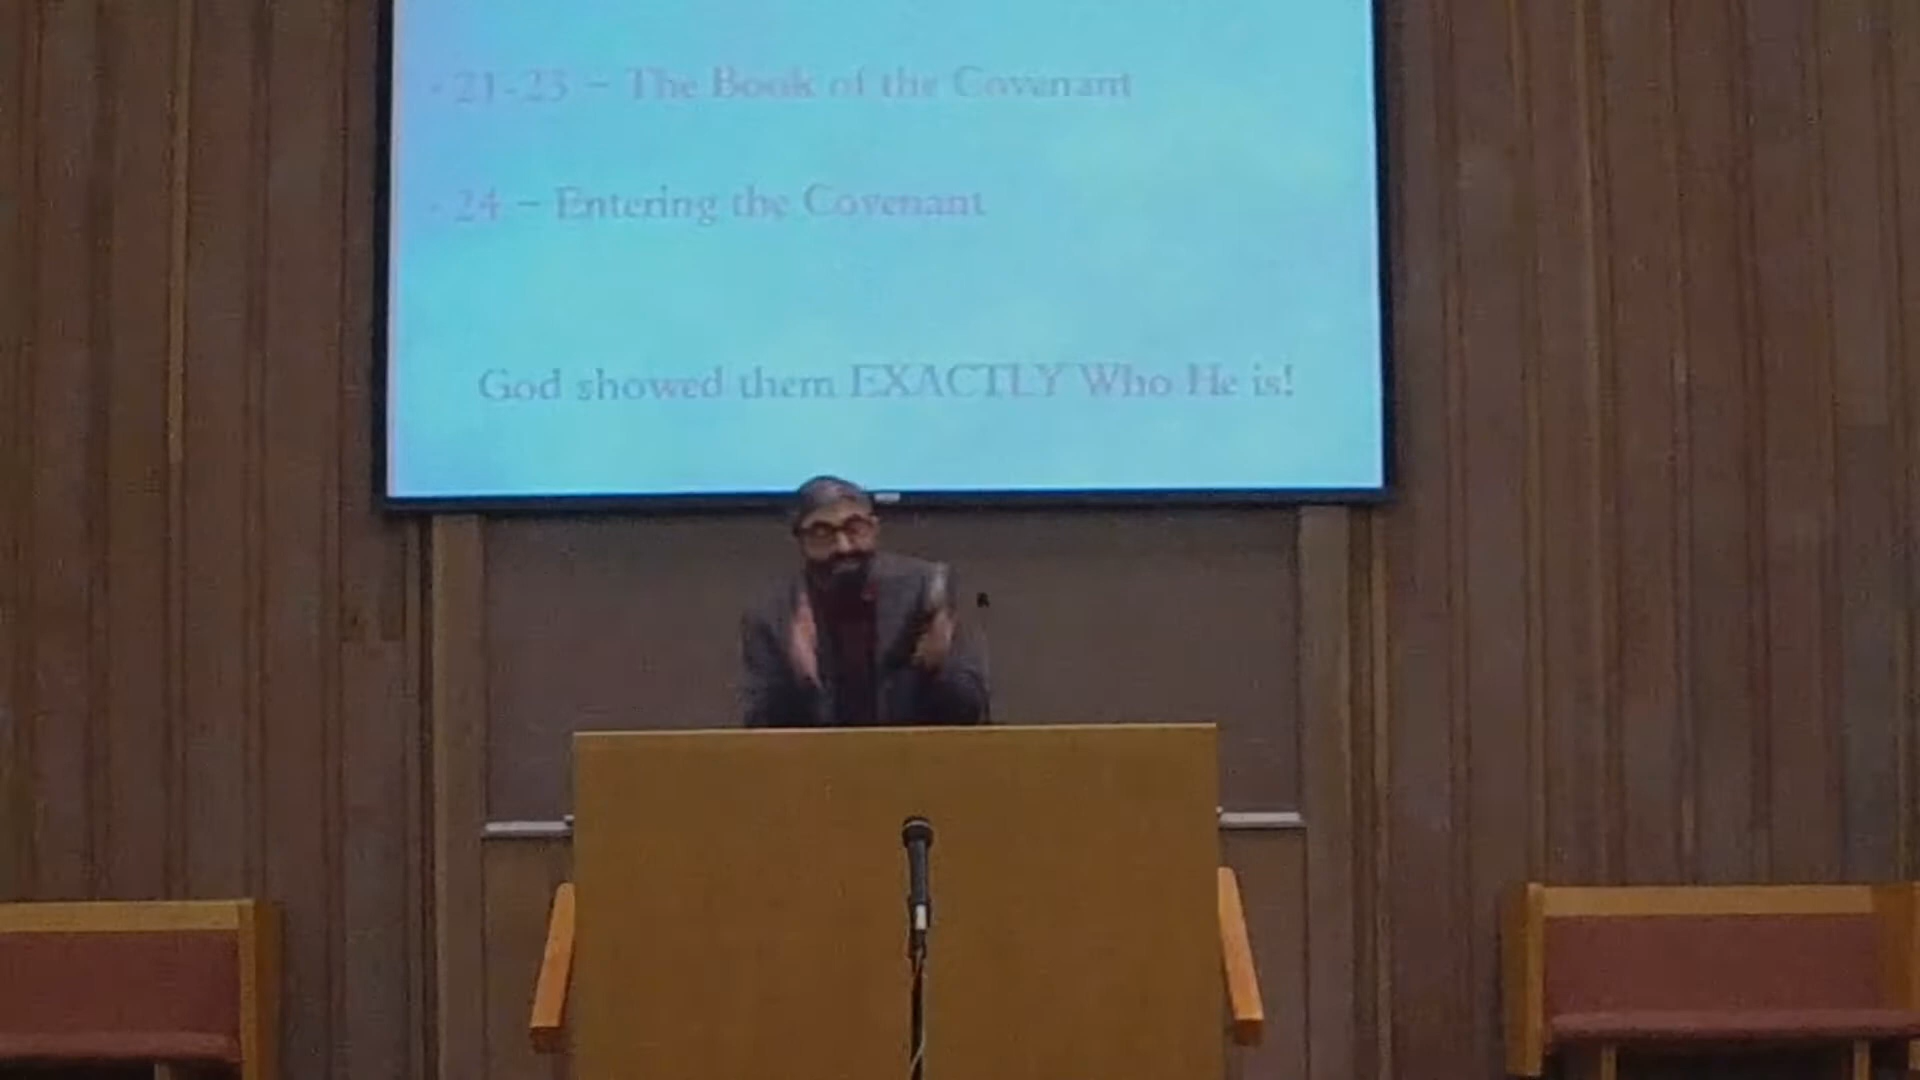 • 21-23 – The Book of the Covenant
• 24 – Entering the Covenant
God showed them EXACTLY Who He is!